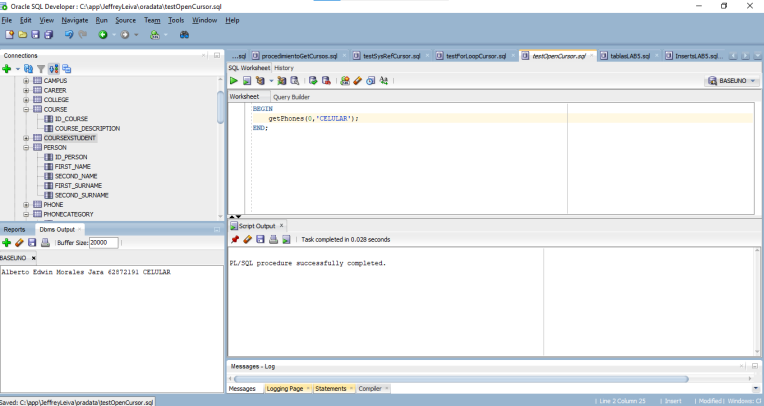 Oracle SQL Developer : C:\app\JeffreyLeiva\oradata\testOpenCursor.sql
File Edit View Navigate Run Source Team Tools Window Help
Connections
CAMPUS
CAREER
COLLEGE
COURSE
ID_COURSE
COURSE_DESCRIPTION
COURSEXSTUDENT
PERSON
ID_PERSON
FIRST_NAME
SECOND_NAME
FIRST_SURNAME
SECOND_SURNAME
PHONE
PHONECATEGORY
Reports Dbms Output
Buffer Size: 20000
BASEUNO
Alberto Edwin Morales Jara 62872191 CELULAR
...sql procedimientoGetCursos.sql testSysRefCursor.sql testforLoopCursor.sql testOpenCursor.sql tablesLAB5.sql InsertsLAB5.sql
SQL Worksheet History
BASEUNO
Worksheet Query Builder
BEGIN
getPhones(0,'CELULAR');
END;
Script Output
Task completed in 0.028 seconds
PL/SQL procedure successfully completed.
Messages - Log
Messages Logging Page Statements Compiler
Saved: C:\app\JeffreyLeiva\oradata\testOpenCursor.sql
Line 2 Column 25 Insert Modified Windows: Cl